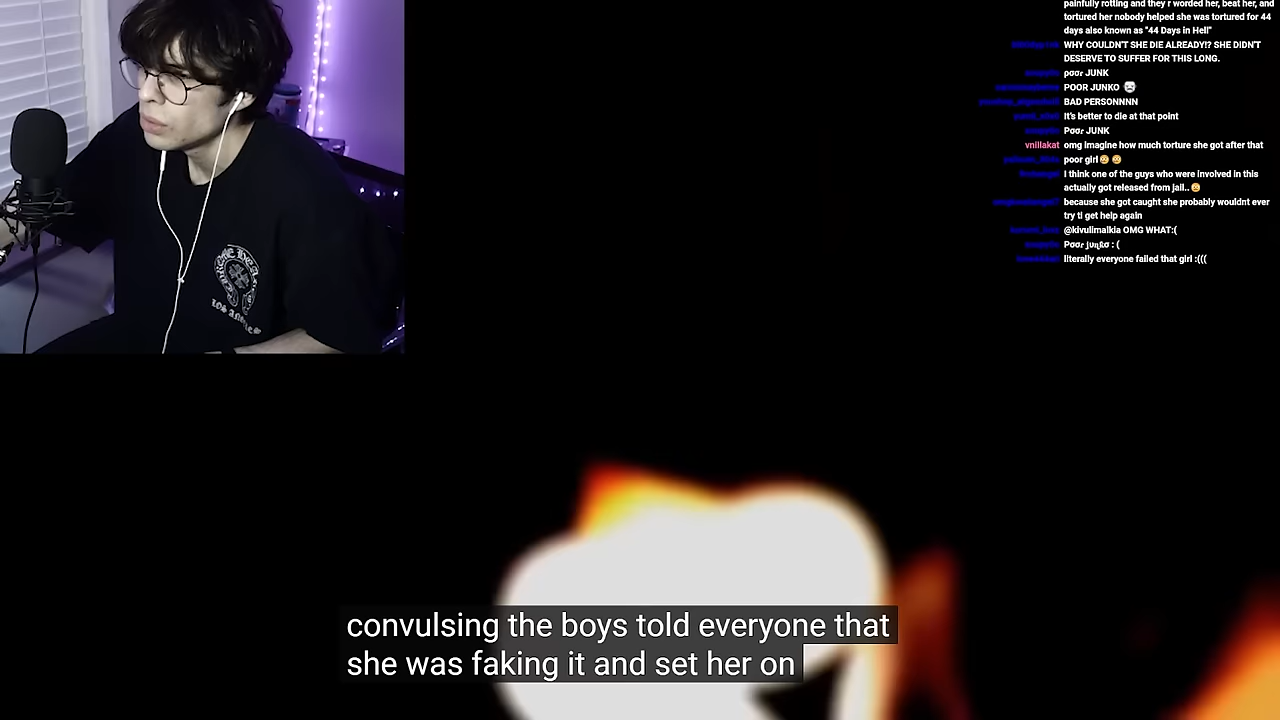 painfully rotting and they r worded her, beat her, and
tortured her nobody helped she was tortured for 44
days also known as "44 Days in Hell"
WHY COULDN'T SHE DIE ALREADY!? SHE DIDN'T
DESERVE TO SUFFER FOR THIS LONG.
ρσσɾ JUNK
POOR JUNKO
BAD PERSONNNN
It's better to die at that point
Pσσɾ JUNK
vnillakat omg imagine how much torture she got after that
poor girl
I think one of the guys who were involved in this
actually got released from jail..
because she got caught she probably wouldnt ever
try ti get help again
@kivulimalkia OMG WHAT:(
: (
literally everyone failed that girl :(((
LOS ANGELES
convulsing the boys told everyone that
she was faking it and set her on